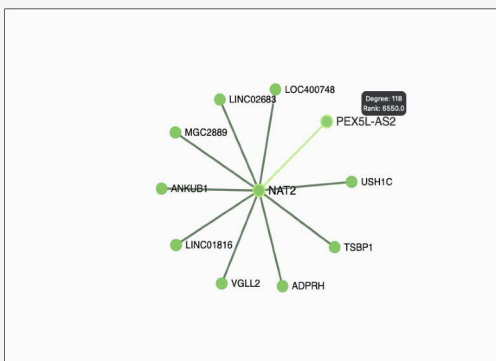 LOC400748
LINC02683
Degree: 118
Rank: 6550.0
PEX5L-AS2
MGC2889
USH1C
ANKUB1
NAT2
LINC01816
TSBP1
VGLL2
ADPRH